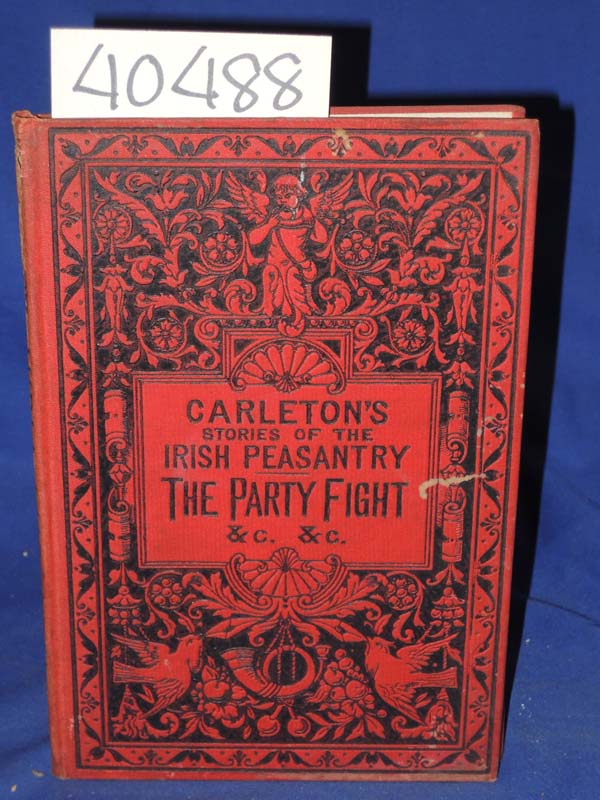 40488
CARLETON'S
STORIES OF THE
IRISH PEASANTRY
THE PARTY FIGHT
&C. &C.